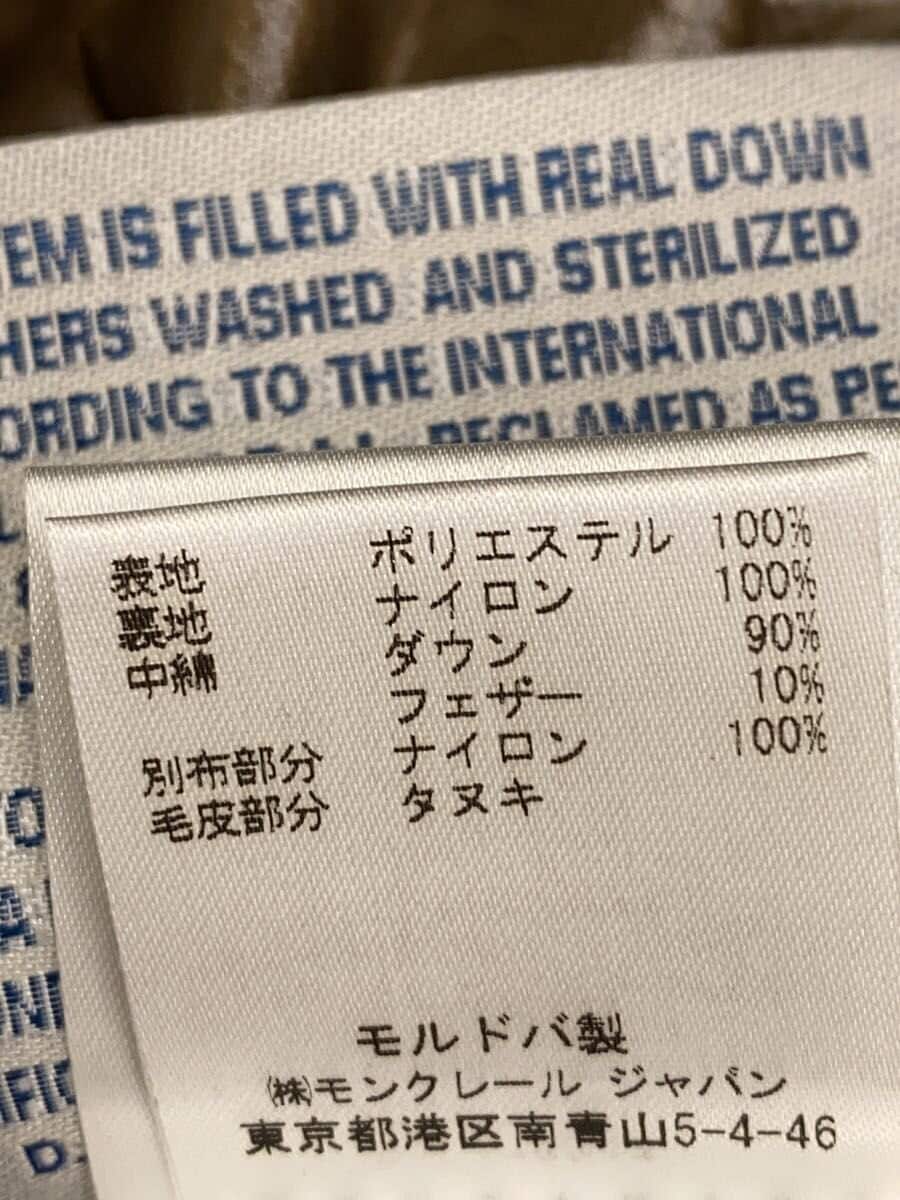 IS FILLED WITH REAL DOWN
WASHED AND STERILIZED
TO THE INTERNATIONAL
AS
表地 ポリエステル 100%
裏地 ナイロン 100%
中綿 ダウン 90%
フェザー 10%
別布部分 ナイロン 100%
毛皮部分 タヌキ
モルドバ製
㈱モンクレール ジャパン
東京都港区南青山5-4-46